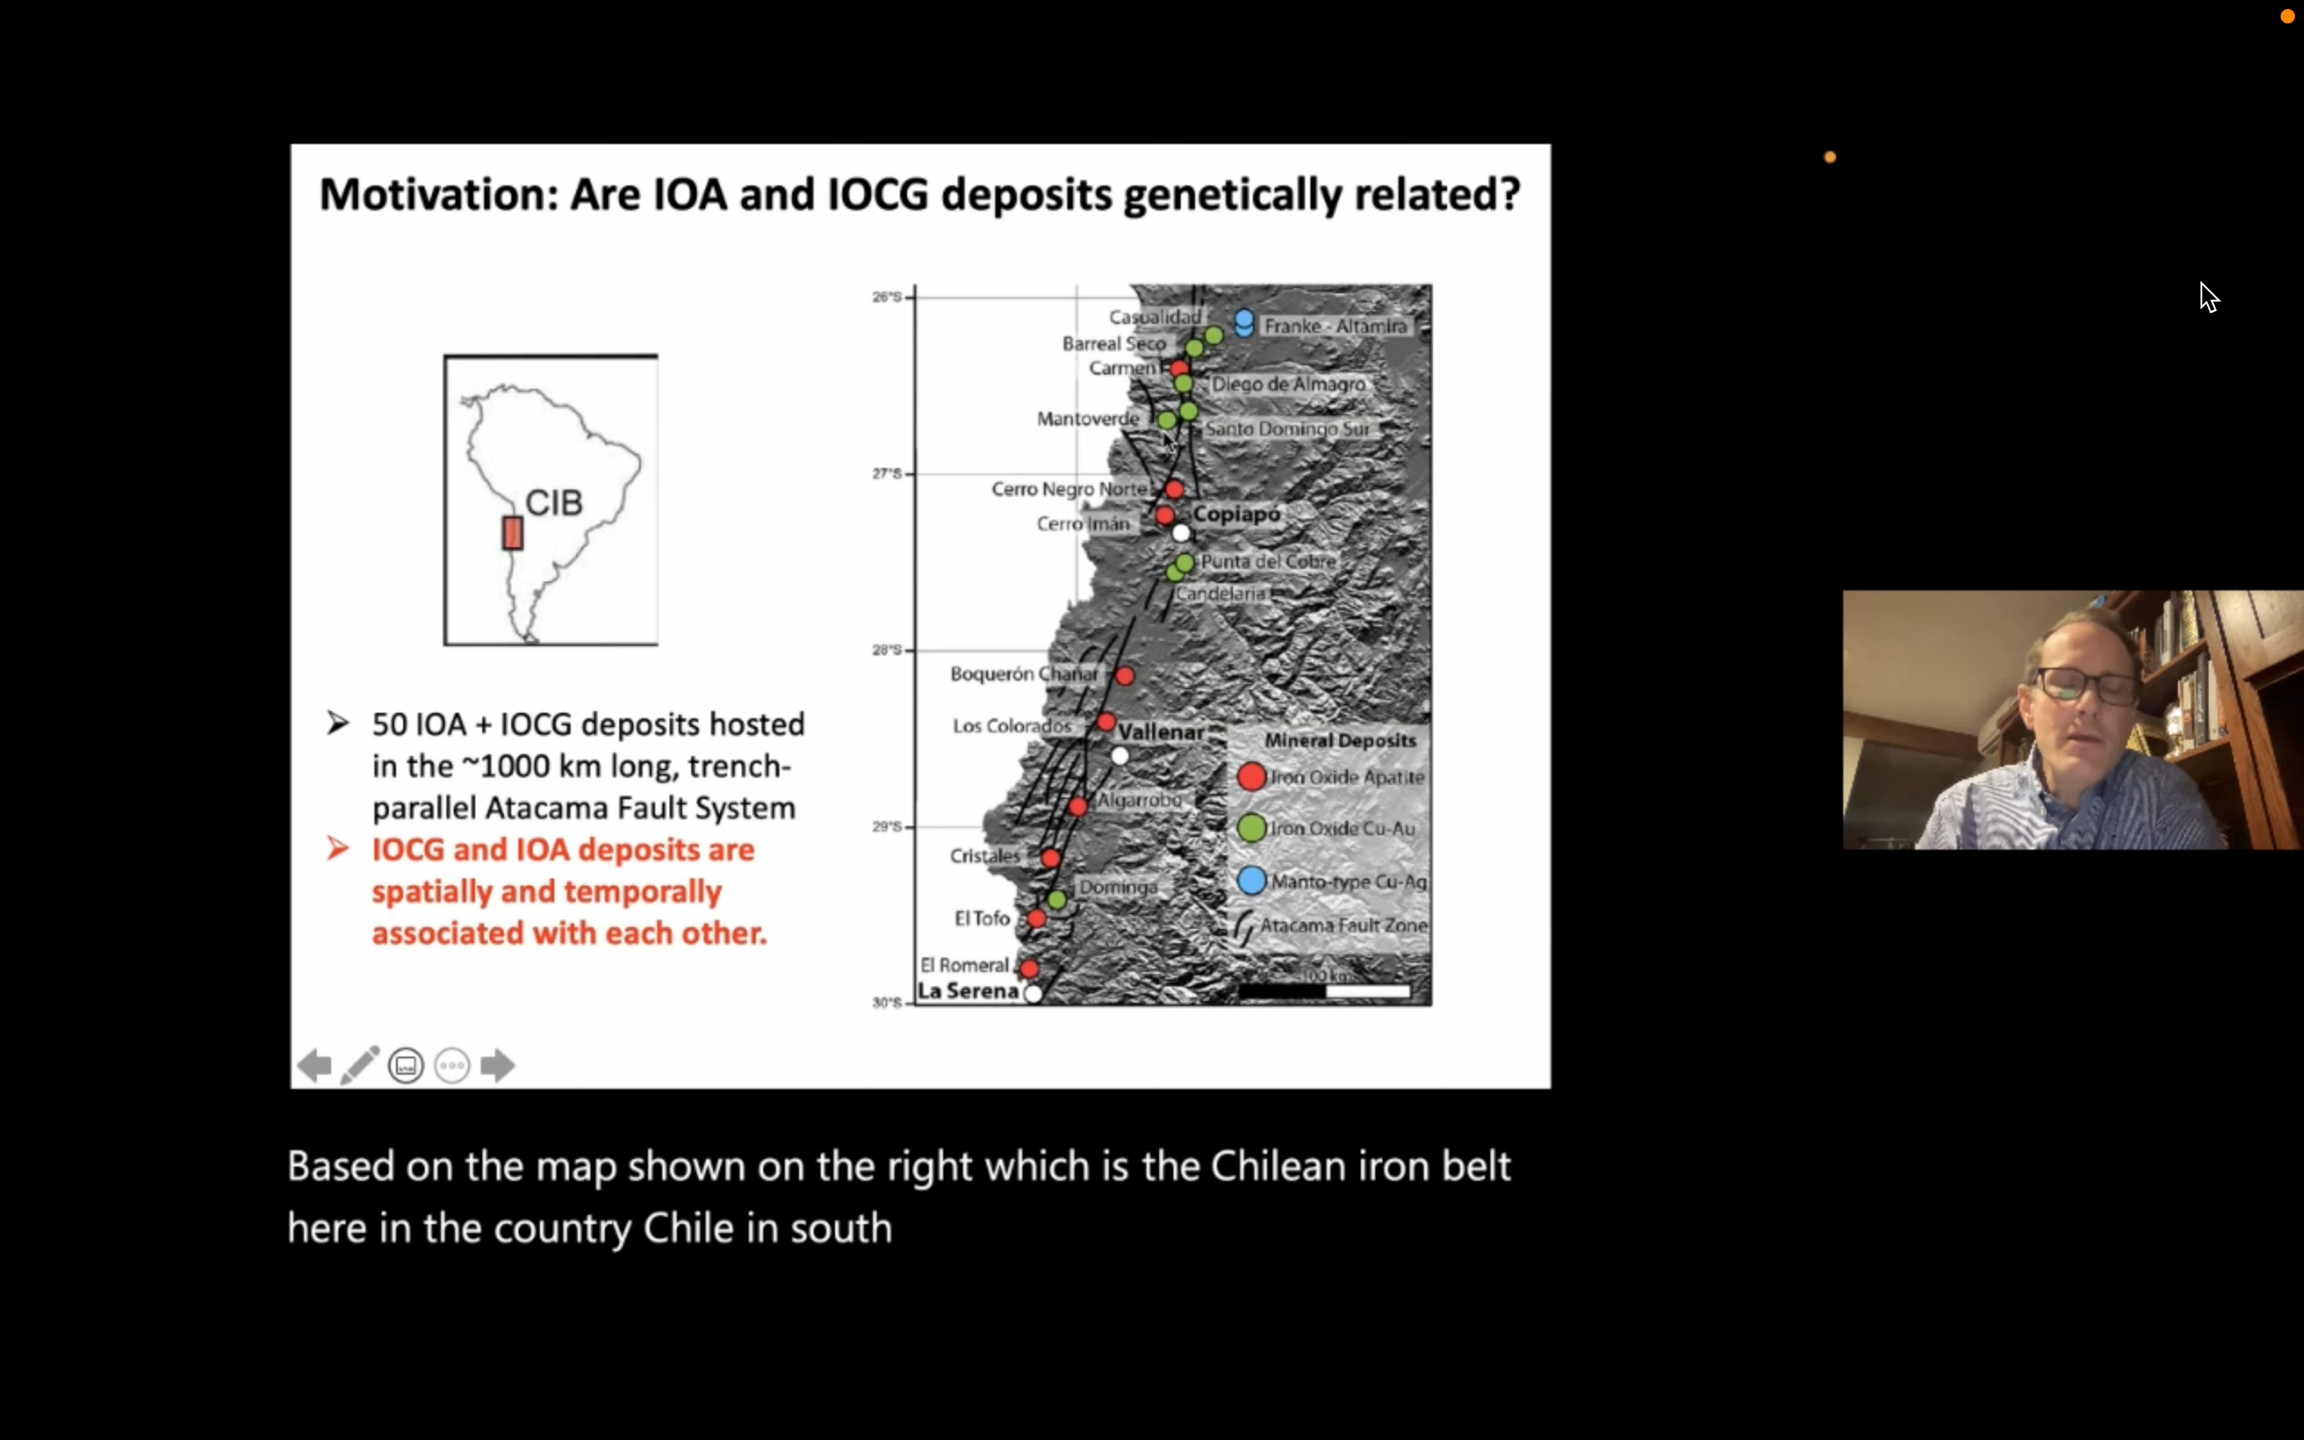 Motivation: Are IOA and IOCG deposits genetically related?
CIB
➢ 50 IOA + IOCG deposits hosted
in the ~1000 km long, trench-
parallel Atacama Fault System
➢ IOCG and IOA deposits are
spatially and temporally
associated with each other.
26°S
Casualidad
Franke - Altamira
Barreal Seco
Carmen
Diego de Almagro
Mantoverde
Santo Domingo Sur
27°S
Cerro Negro Norte
Copiapó
Cerro Imán
Punta del Cobre
Candelaria
28°S
Boquerón Chañar
Los Colorados
Vallenar
Mineral Deposits
Iron Oxide Apatite
Algarrobo
29°S
Iron Oxide Cu-Au
Cristales
Manto-type Cu-Ag
Dominga
El Tofo
Atacama Fault Zone
El Romeral
100 km
La Serena
30°S
Based on the map shown on the right which is the Chilean iron belt
here in the country Chile in south